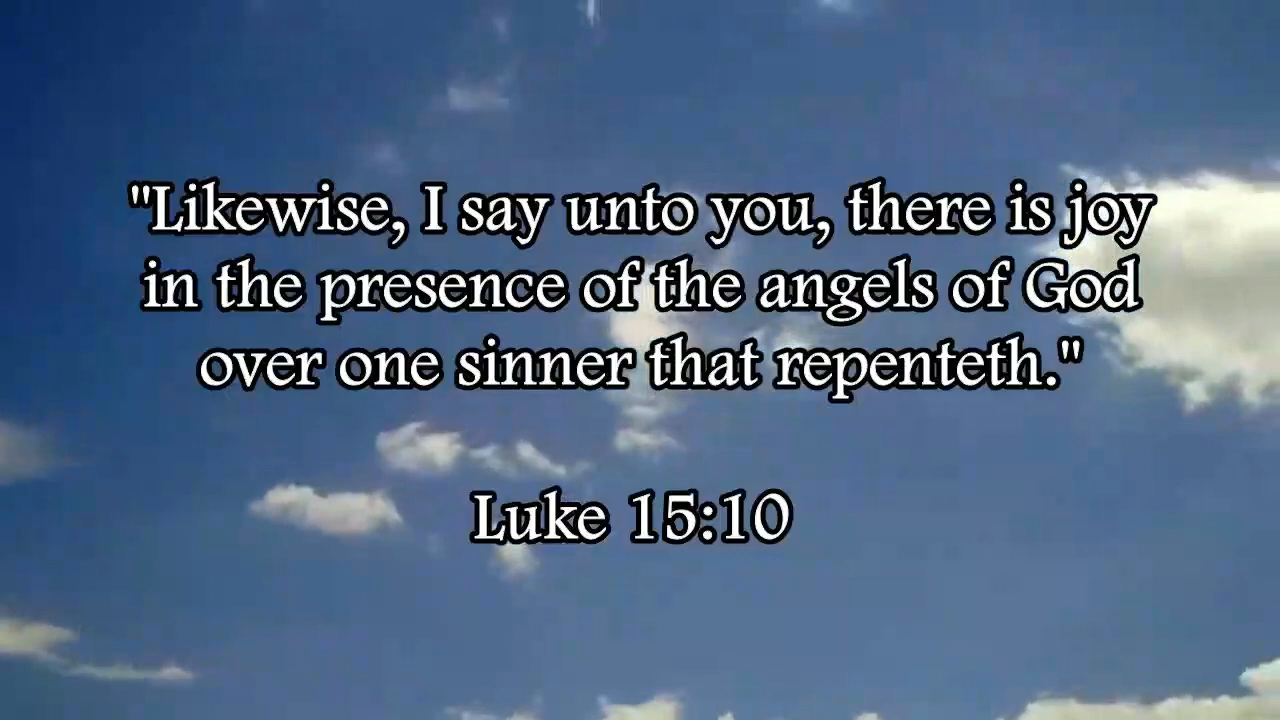 "Likewise, I say unto you, there is joy
in the presence of the angels of God
over one sinner that repenteth."
Luke 15:10